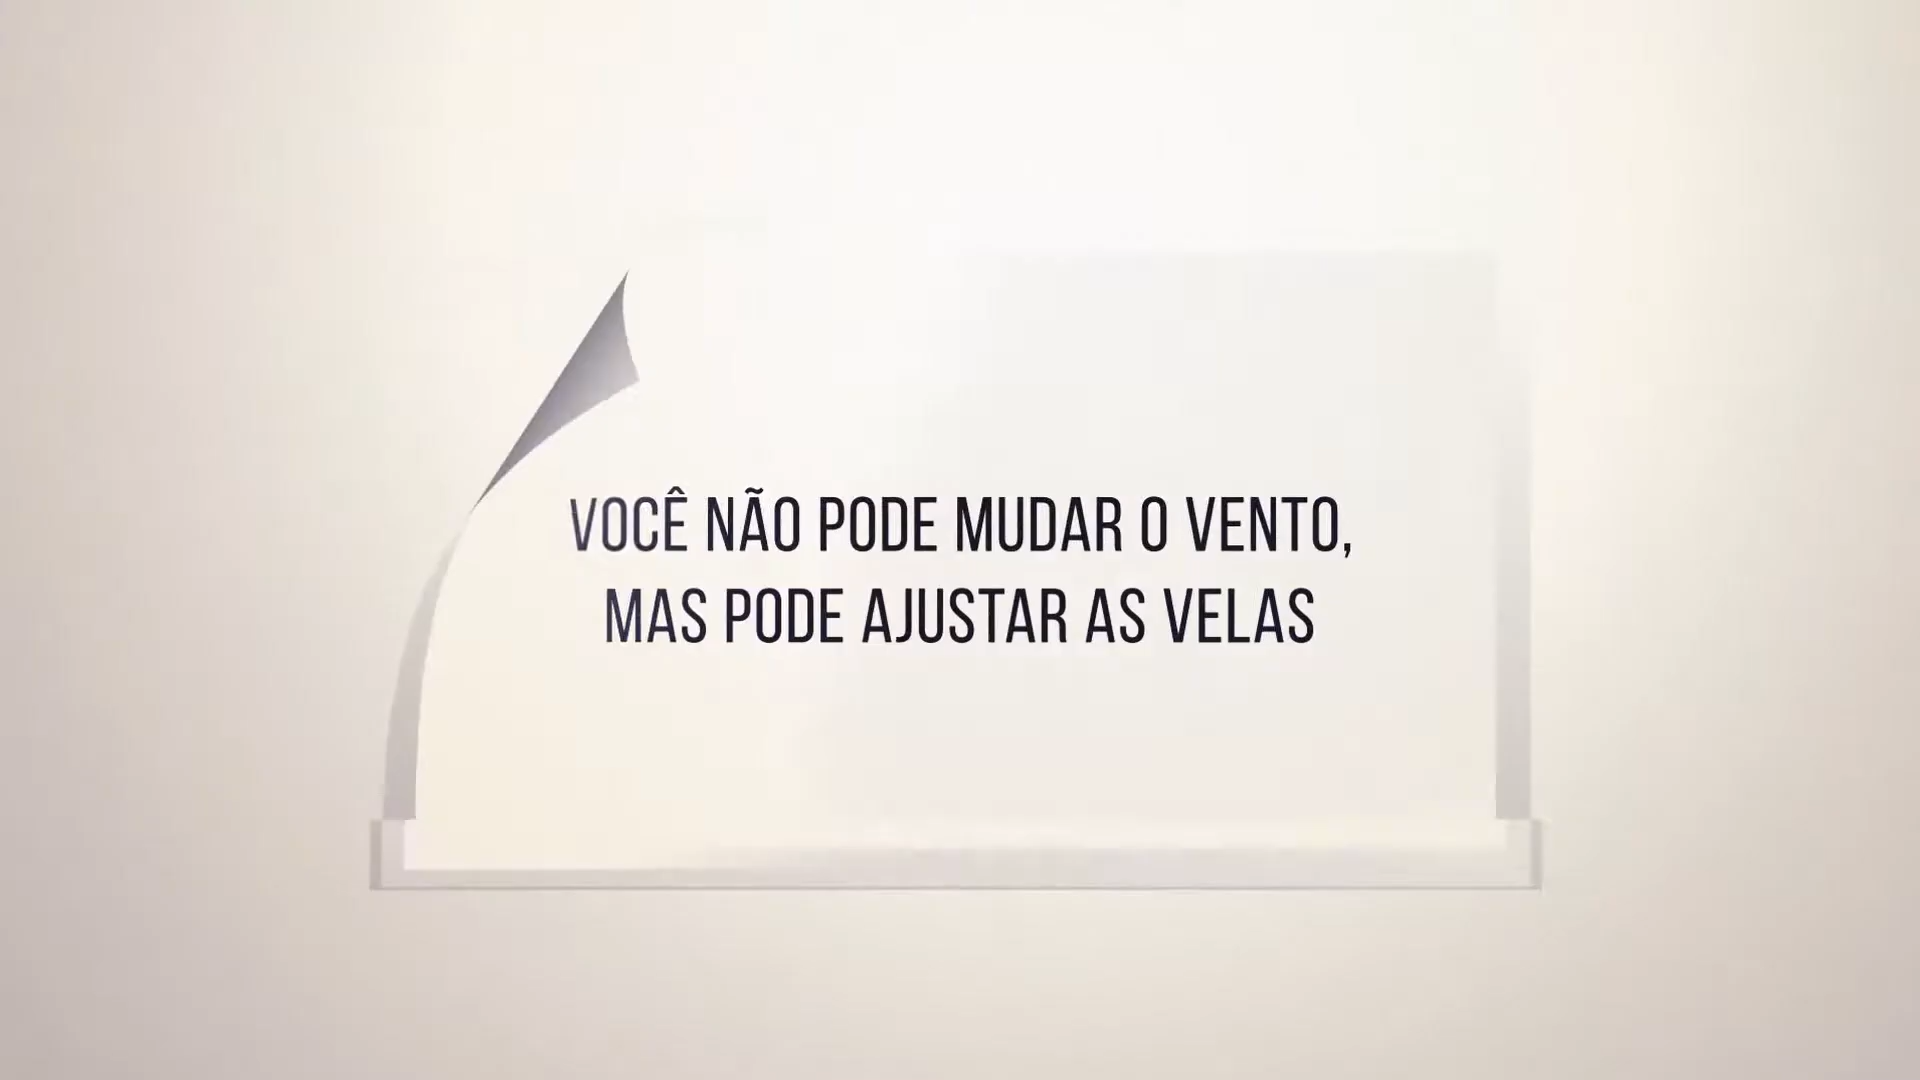 VOCÊ NÃO PODE MUDAR O VENTO,
MAS PODE AJUSTAR AS VELAS